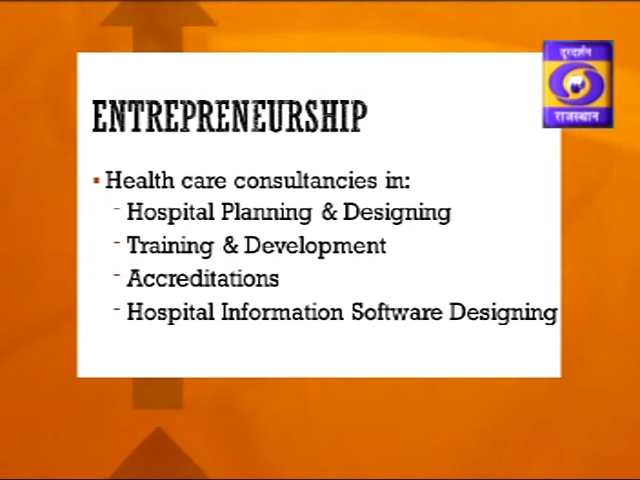 दूरदर्शन
राजस्थान
ENTREPRENEURSHIP
▪ Health care consultancies in:
- Hospital Planning & Designing
- Training & Development
- Accreditations
- Hospital Information Software Designing